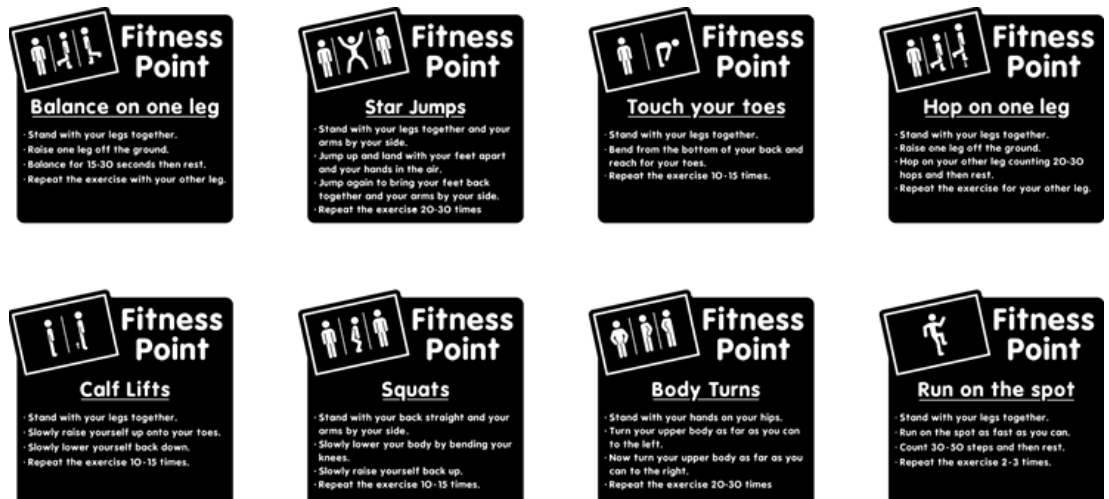 Fitness
Point
Balance on one leg
· Stand with your legs together.
· Raise one leg off the ground.
· Balance for 15-30 seconds then rest.
· Repeat the exercise with your other leg.
Fitness
Point
Star Jumps
· Stand with your legs together and your
arms by your side.
· Jump up and land with your feet apart
and your hands in the air.
· Jump again to bring your feet back
together and your arms by your side.
· Repeat the exercise 20-30 times
Fitness
Point
Touch your toes
· Stand with your legs together.
· Bend from the bottom of your back and
reach for your toes.
· Repeat the exercise 10-15 times.
Fitness
Point
Hop on one leg
· Stand with your legs together.
· Raise one leg off the ground.
· Hop on your other leg counting 20-30
hops and then rest.
· Repeat the exercise for your other leg.
Fitness
Point
Calf Lifts
· Stand with your legs together.
· Slowly raise yourself up onto your toes.
· Slowly lower yourself back down.
· Repeat the exercise 10-15 times.
Fitness
Point
Squats
· Stand with your back straight and your
arms by your side.
· Slowly lower your body by bending your
knees.
· Slowly raise yourself back up.
· Repeat the exercise 10-15 times.
Fitness
Point
Body Turns
· Stand with your hands on your hips.
· Turn your upper body as far as you can
to the left.
· Now turn your upper body as far as you
can to the right.
· Repeat the exercise 20-30 times
Fitness
Point
Run on the spot
· Stand with your legs together.
· Run on the spot as fast as you can.
· Count 30-50 steps and then rest.
· Repeat the exercise 2-3 times.